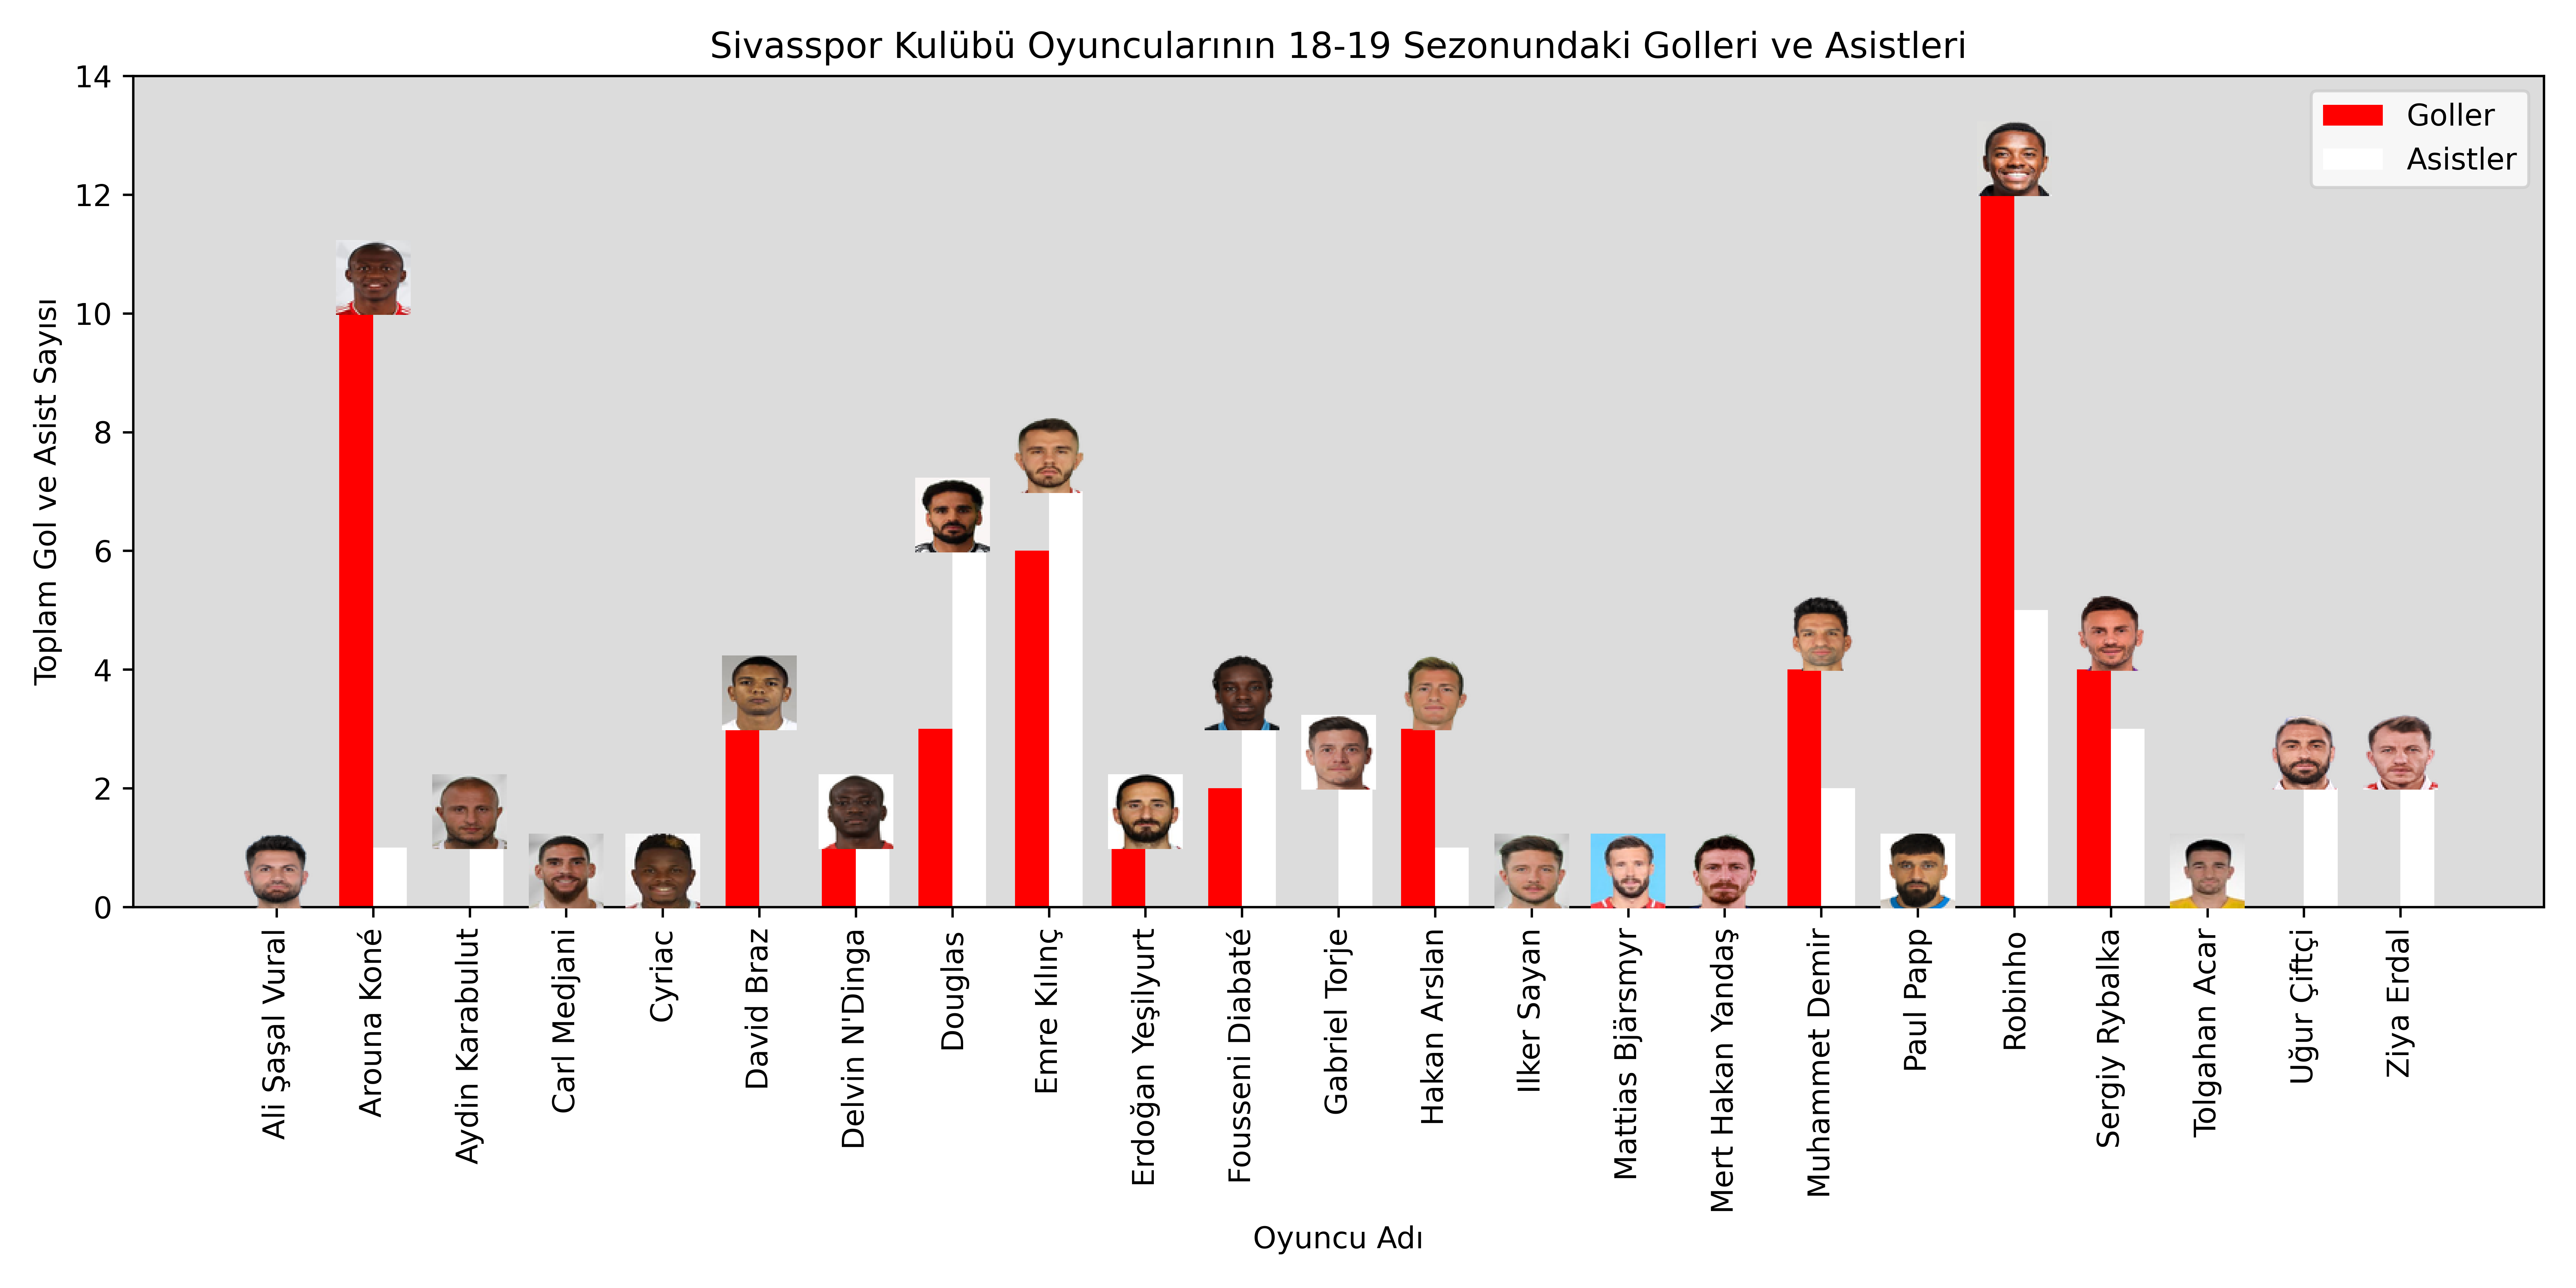 Sivasspor Kulübü Oyuncularının 18-19 Sezonundaki Golleri ve Asistleri
Goller
Asistler
Toplam Gol ve Asist Sayısı
14
12
10
8
6
4
2
0
Ali Şaşal Vural
Arouna Koné
Aydin Karabulut
Carl Medjani
Cyriac
David Braz
Delvin N'Dinga
Douglas
Emre Kılınç
Erdoğan Yeşilyurt
Fousseni Diabaté
Gabriel Torje
Hakan Arslan
Ilker Sayan
Mattias Bjärsmyr
Mert Hakan Yandaş
Muhammet Demir
Paul Papp
Robinho
Sergiy Rybalka
Tolgahan Acar
Uğur Çiftçi
Ziya Erdal
Oyuncu Adı